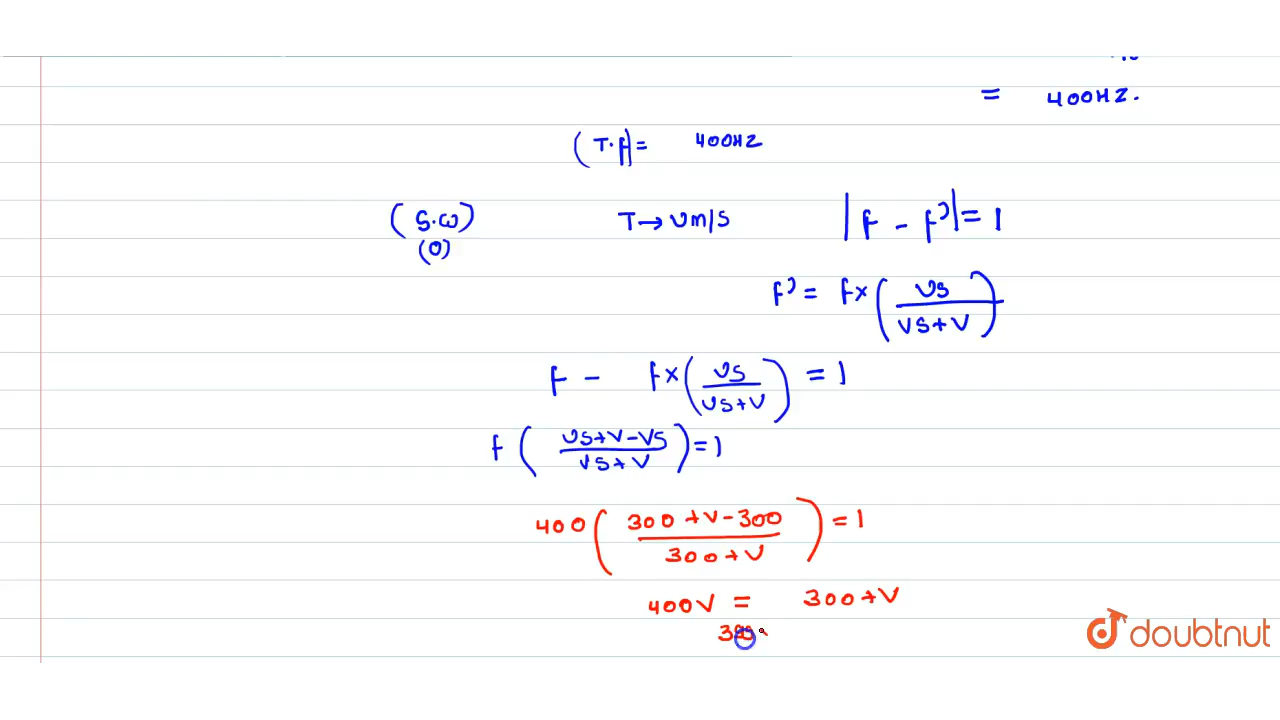 = 400HZ.
(T.f) = 400HZ
(S.W) T→vm/s |f - f'| = 1
(0)
f' = f× (vs/vs+v)
f - f× (vs/vs+v) = 1
f (vs+v-vs/vs+v) = 1
400 (300+v-300/300+v) = 1
400V = 300+V
doubtnut